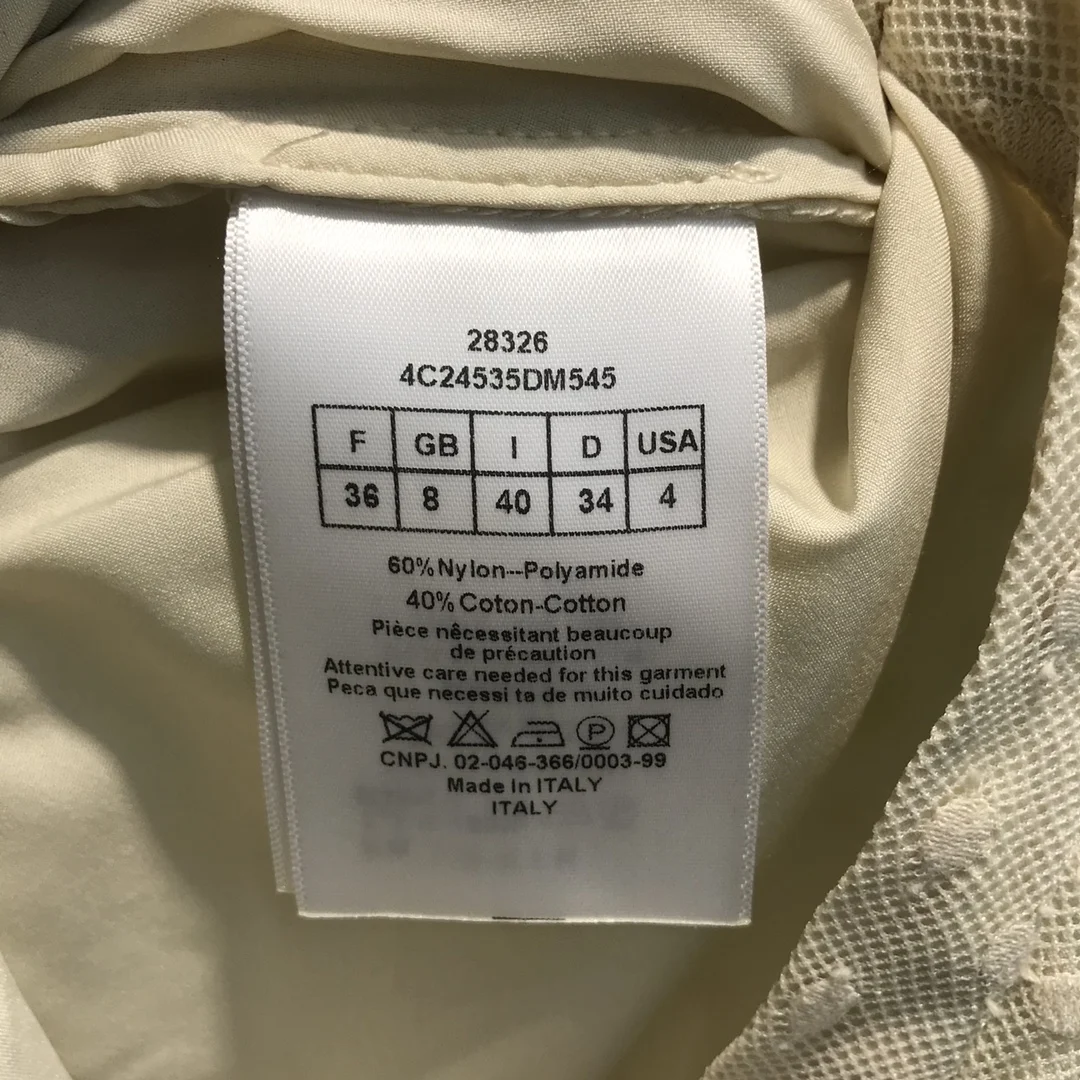 28326
4C24535DM545
F GB I D USA
36 8 40 34 4
60%Nylon--Polyamide
40% Coton-Cotton
Pièce nêcessitant beaucoup
de précaution
Attentive care needed for this garment
Peca que necessi ta de muito cuidado
P
CNPJ. 02-046-366/0003-99
Made in ITALY
ITALY